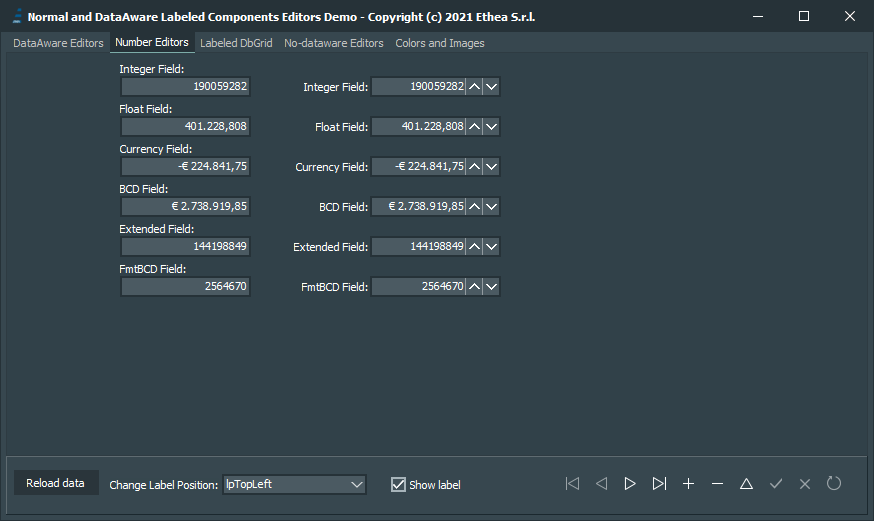 Normal and DataAware Labeled Components Editors Demo - Copyright (c) 2021 Ethea S.r.l.
DataAware Editors Number Editors Labeled DbGrid No-dataware Editors Colors and Images
Integer Field:
190059282 Integer Field: 190059282
Float Field:
401.228,808 Float Field: 401.228,808
Currency Field:
-€ 224.841,75 Currency Field: -€ 224.841,75
BCD Field:
€ 2.738.919,85 BCD Field: € 2.738.919,85
Extended Field:
144198849 Extended Field: 144198849
FmtBCD Field:
2564670 FmtBCD Field: 2564670
Reload data Change Label Position: lpTopLeft Show label